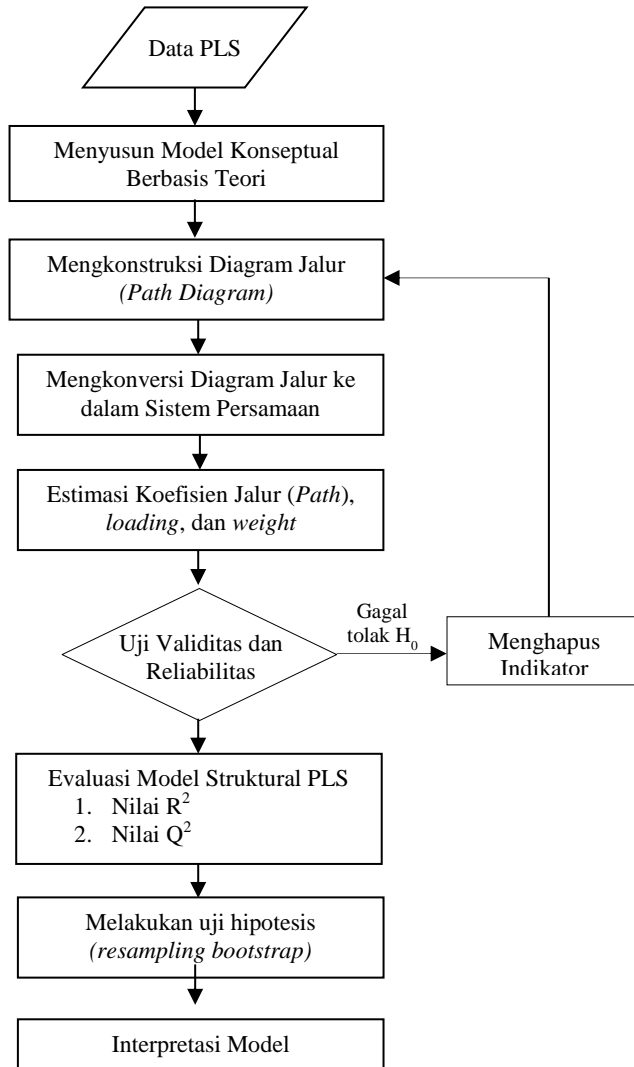 Data PLS
Menyusun Model Konseptual
Berbasis Teori
Mengkonstruksi Diagram Jalur
(Path Diagram)
Mengkonversi Diagram Jalur ke
dalam Sistem Persamaan
Estimasi Koefisien Jalur (Path),
loading, dan weight
Uji Validitas dan
Reliabilitas
Gagal
tolak H₀
Menghapus
Indikator
Evaluasi Model Struktural PLS
1. Nilai R²
2. Nilai Q²
Melakukan uji hipotesis
(resampling bootstrap)
Interpretasi Model